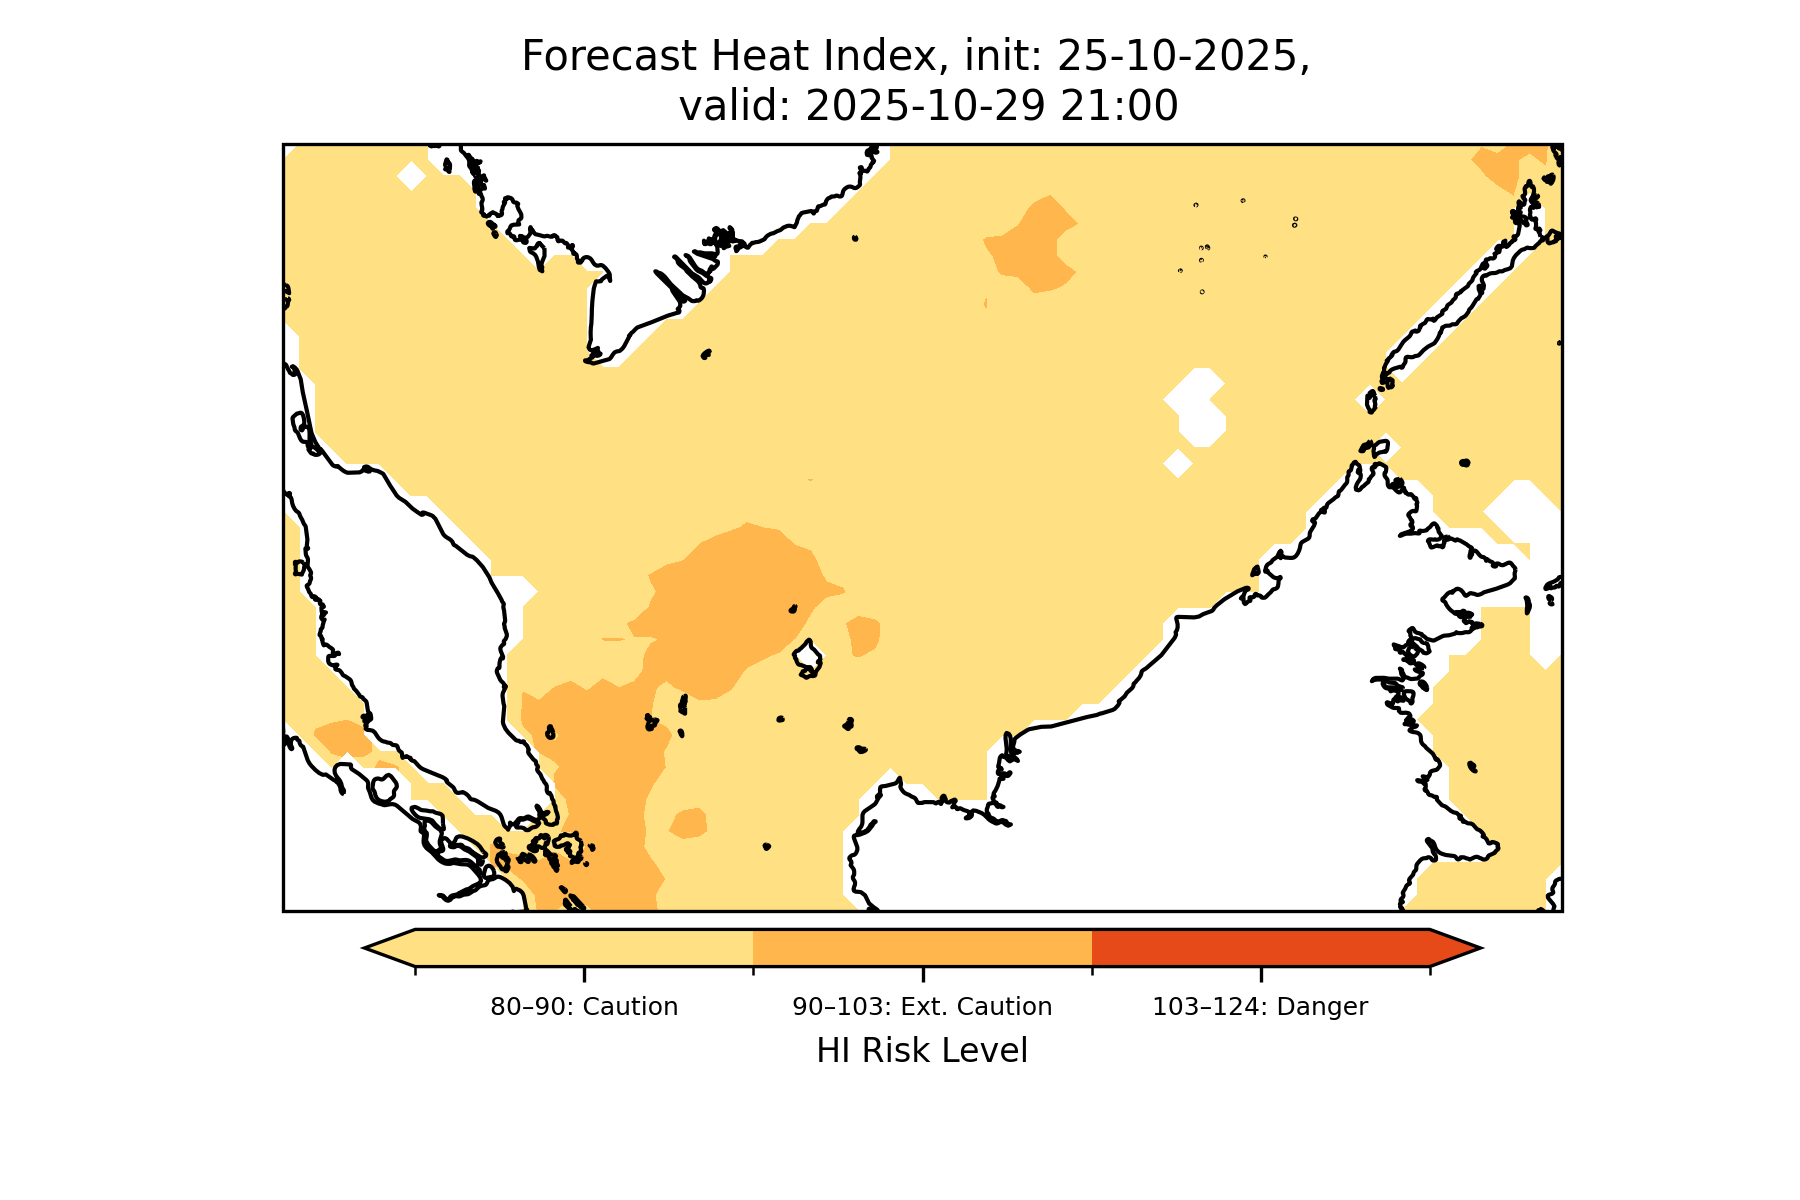 Forecast Heat Index, init: 25-10-2025,
valid: 2025-10-29 21:00
80–90: Caution
90–103: Ext. Caution
103–124: Danger
HI Risk Level